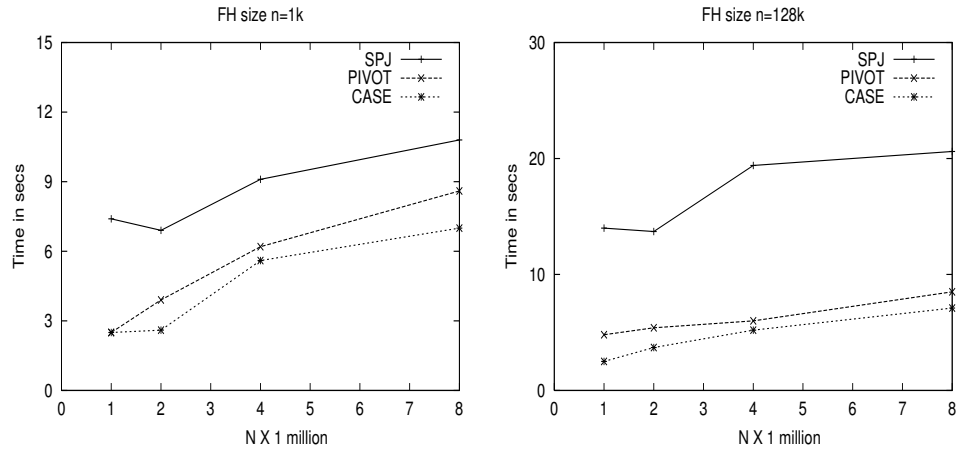 FH size n=1k
15
12
9
6
3
0
Time in secs
SPJ
PIVOT
CASE
0 1 2 3 4 5 6 7 8
N X 1 million
FH size n=128k
30
20
10
0
Time in secs
SPJ
PIVOT
CASE
0 1 2 3 4 5 6 7 8
N X 1 million